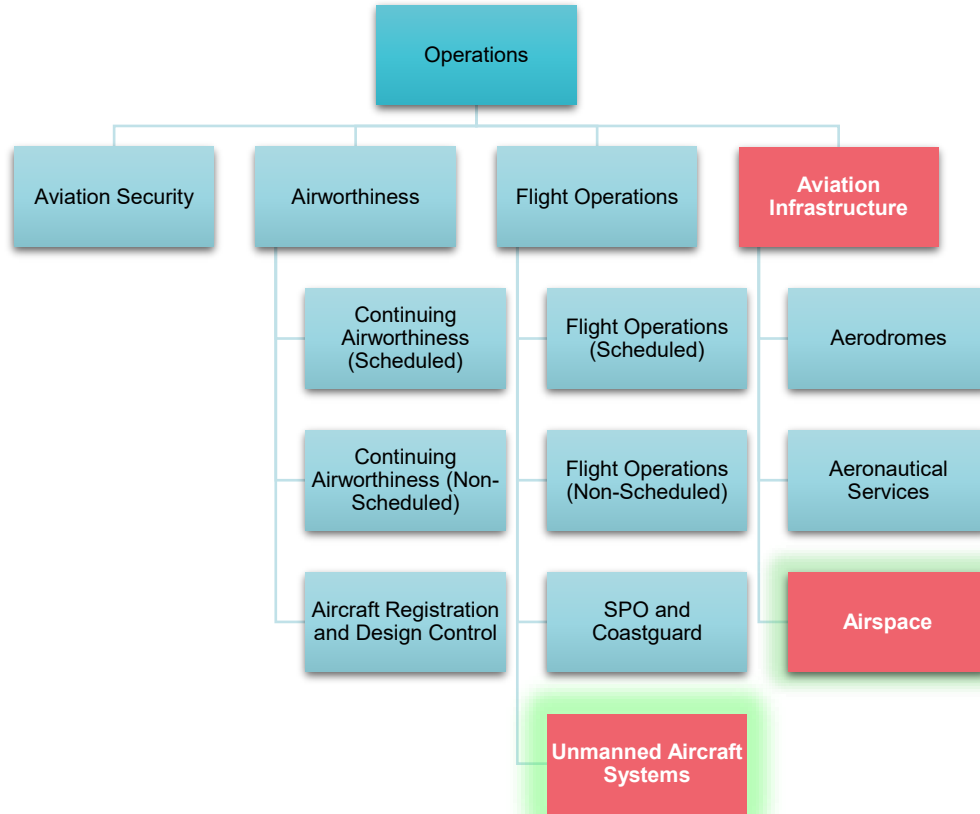 Operations
Aviation Security
Airworthiness
Flight Operations
Aviation
Infrastructure
Continuing
Airworthiness
(Scheduled)
Flight Operations
(Scheduled)
Aerodromes
Continuing
Airworthiness (Non-
Scheduled)
Flight Operations
(Non-Scheduled)
Aeronautical
Services
Aircraft Registration
and Design Control
SPO and
Coastguard
Airspace
Unmanned Aircraft
Systems